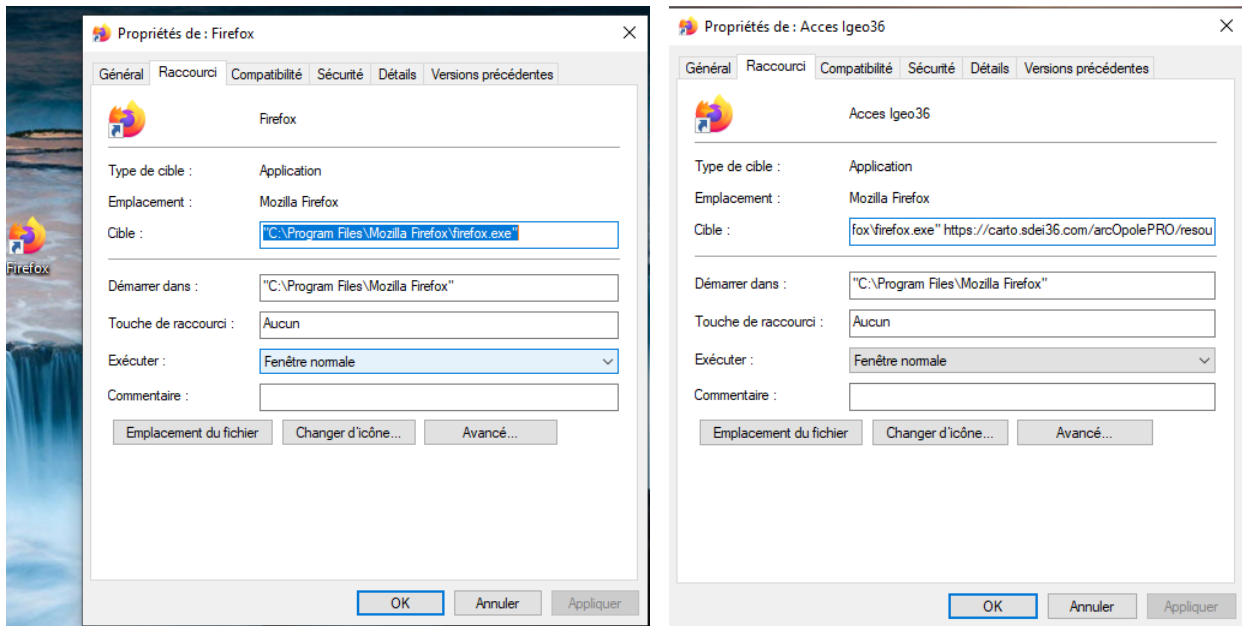 Firefox
Propriétés de : Firefox
Général Raccourci Compatibilité Sécurité Détails Versions précédentes
Firefox
Type de cible : Application
Emplacement : Mozilla Firefox
Cible : "C:\Program Files\Mozilla Firefox\firefox.exe"
Démarrer dans : "C:\Program Files\Mozilla Firefox"
Touche de raccourci : Aucun
Exécuter : Fenêtre normale
Commentaire :
Emplacement du fichier Changer d'icône... Avancé...
OK Annuler Appliquer
Propriétés de : Acces Igeo36
Général Raccourci Compatibilité Sécurité Détails Versions précédentes
Acces Igeo36
Type de cible : Application
Emplacement : Mozilla Firefox
Cible : fox\firefox.exe" https://carto.sdei36.com/arcOpolePRO/resou
Démarrer dans : "C:\Program Files\Mozilla Firefox"
Touche de raccourci : Aucun
Exécuter : Fenêtre normale
Commentaire :
Emplacement du fichier Changer d'icône... Avancé...
OK Annuler Appliquer